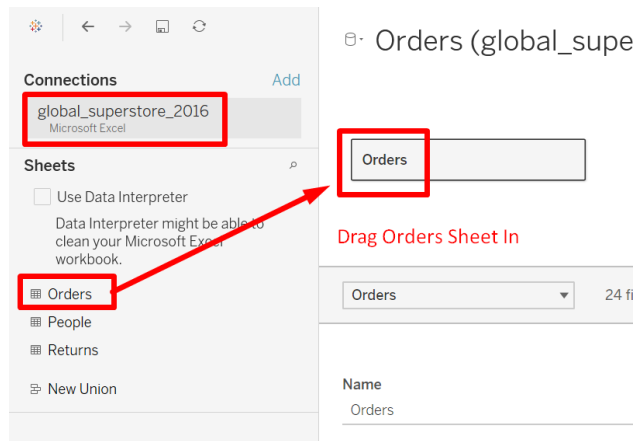 Connections
Add
global_superstore_2016
Microsoft Excel
Sheets
Use Data Interpreter
Data Interpreter might be able to
clean your Microsoft Excel
workbook.
Orders
People
Returns
New Union
Orders (global_supe
Orders
Drag Orders Sheet In
Orders
24 fi
Name
Orders